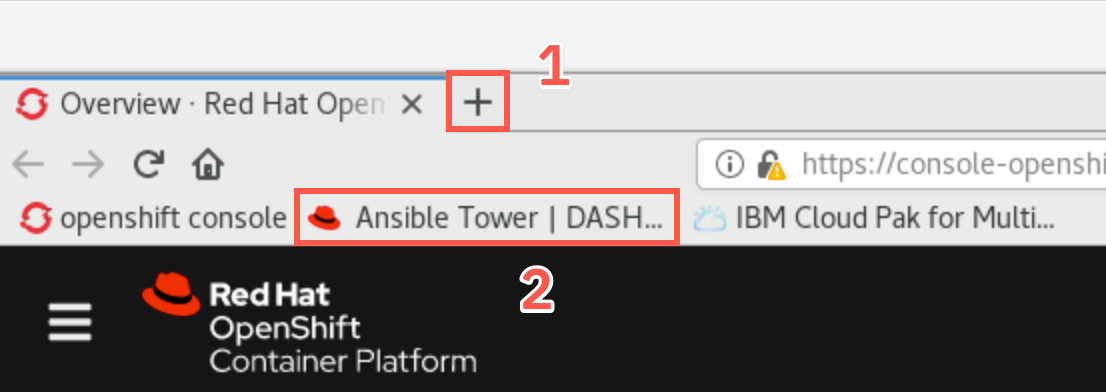 1
Overview · Red Hat Open
https://console-openshi
openshift console
Ansible Tower | DASH...
IBM Cloud Pak for Multi...
2
Red Hat
OpenShift
Container Platform